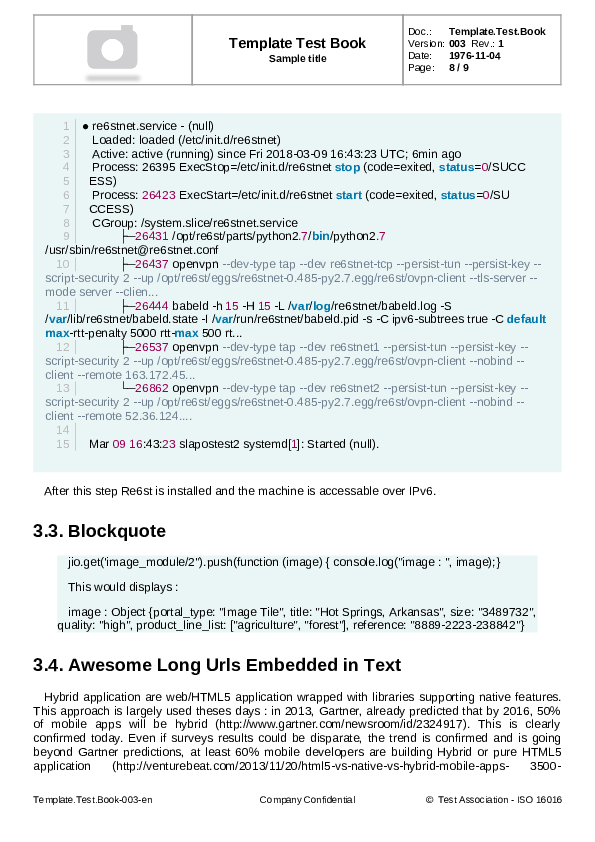 Template Test Book
Sample title
Doc.: Template.Test.Book
Version: 003 Rev.: 1
Date: 1976-11-04
Page: 8 / 9
1 ● re6stnet.service - (null)
2 Loaded: loaded (/etc/init.d/re6stnet)
3 Active: active (running) since Fri 2018-03-09 16:43:23 UTC; 6min ago
4 Process: 26395 ExecStop=/etc/init.d/re6stnet stop (code=exited, status=0/SUCC
5 ESS)
6 Process: 26423 ExecStart=/etc/init.d/re6stnet start (code=exited, status=0/SU
7 CCESS)
8 CGroup: /system.slice/re6stnet.service
9 ├─26431 /opt/re6st/parts/python2.7/bin/python2.7
/usr/sbin/re6stnet@re6stnet.conf
10 ├─26437 openvpn --dev-type tap --dev re6stnet-tcp --persist-tun --persist-key --
script-security 2 --up /opt/re6st/eggs/re6stnet-0.485-py2.7.egg/re6st/ovpn-client --tls-server --
mode server --clien...
11 ├─26444 babeld -h 15 -H 15 -L /var/log/re6stnet/babeld.log -S
/var/lib/re6stnet/babeld.state -I /var/run/re6stnet/babeld.pid -s -C ipv6-subtrees true -C default
max-rtt-penalty 5000 rtt-max 500 rt...
12 ├─26537 openvpn --dev-type tap --dev re6stnet1 --persist-tun --persist-key --
script-security 2 --up /opt/re6st/eggs/re6stnet-0.485-py2.7.egg/re6st/ovpn-client --nobind --
client --remote 163.172.45...
13 └─26862 openvpn --dev-type tap --dev re6stnet2 --persist-tun --persist-key --
script-security 2 --up /opt/re6st/eggs/re6stnet-0.485-py2.7.egg/re6st/ovpn-client --nobind --
client --remote 52.36.124....
14
15 Mar 09 16:43:23 slapostest2 systemd[1]: Started (null).
After this step Re6st is installed and the machine is accessable over IPv6.
3.3. Blockquote
jio.get('image_module/2").push(function (image) { console.log("image : ", image);}
This would displays :
image : Object {portal_type: "Image Tile", title: "Hot Springs, Arkansas", size: "3489732",
quality: "high", product_line_list: ["agriculture", "forest"], reference: "8889-2223-238842"}
3.4. Awesome Long Urls Embedded in Text
Hybrid application are web/HTML5 application wrapped with libraries supporting native features.
This approach is largely used theses days : in 2013, Gartner, already predicted that by 2016, 50%
of mobile apps will be hybrid (http://www.gartner.com/newsroom/id/2324917). This is clearly
confirmed today. Even if surveys results could be disparate, the trend is confirmed and is going
beyond Gartner predictions, at least 60% mobile developers are building Hybrid or pure HTML5
application (http://venturebeat.com/2013/11/20/html5-vs-native-vs-hybrid-mobile-apps- 3500-
Template.Test.Book-003-en Company Confidential © Test Association - ISO 16016